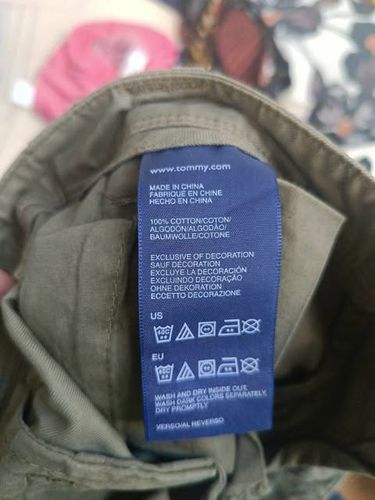 www.tommy.com
MADE IN CHINA
FABRIQUÉ EN CHINE
HECHO EN CHINA
100% COTTON/COTON/
ALGODÓN/ALGODÃO/
BAUMWOLLE/COTONE
EXCLUSIVE OF DECORATION
SAUF DÉCORATION
EXCLUYE LA DECORACIÓN
EXCLUINDO DECORAÇÃO
OHNE DEKORATION
ECCETTO DECORAZIONE
US
EU
WASH AND DRY INSIDE OUT,
WASH DARK COLORS SEPARATELY,
DRY PROMPTLY
VERSO/AL REVERSO